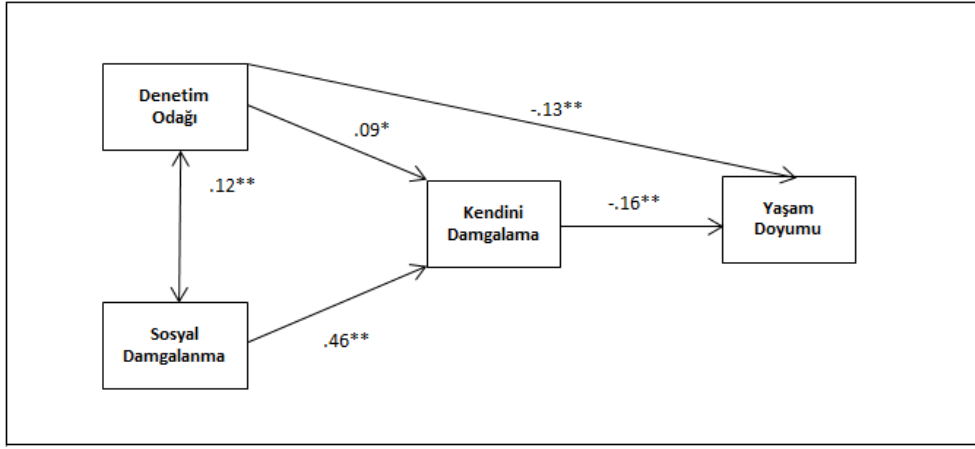 Denetim
Odağı
-.13**
.09*
.12**
Kendini
Damgalama
-.16**
Yaşam
Doyumu
Sosyal
Damgalanma
.46**